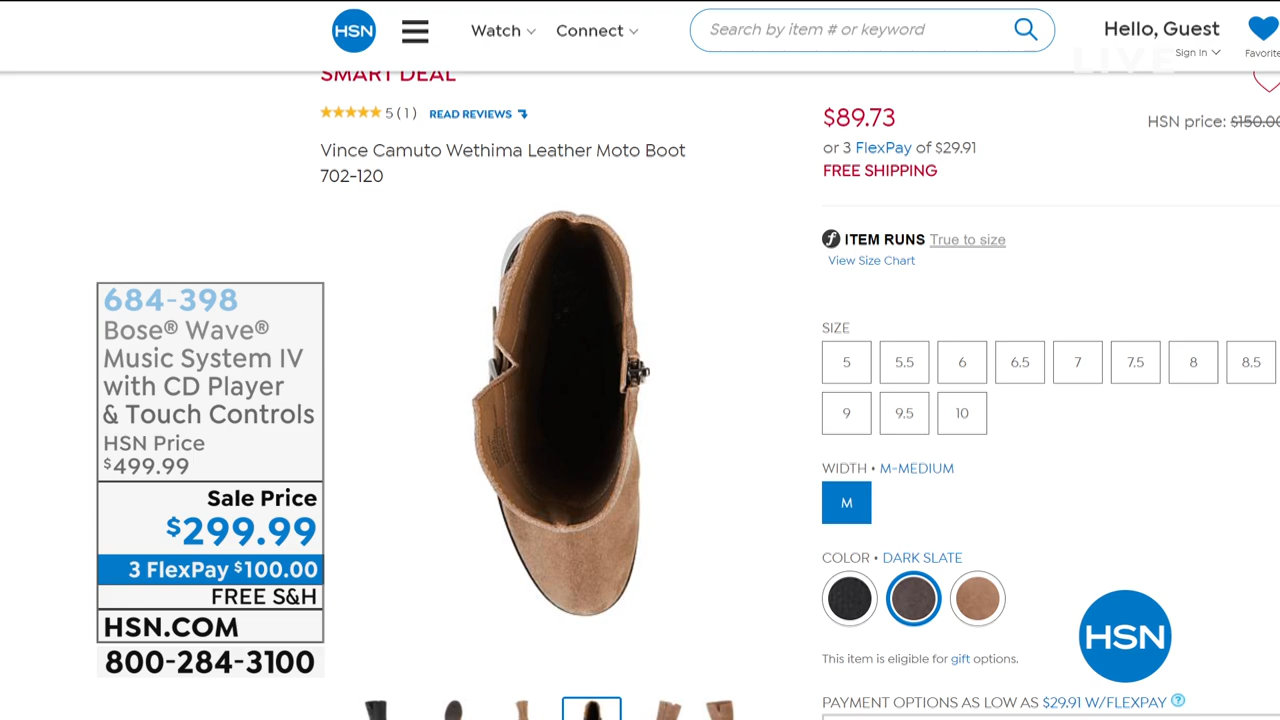 HSN
Watch
Connect
Search by item # or keyword
Hello, Guest
Sign In
Favorite
LIVE
SMART DEAL
5 (1) READ REVIEWS
Vince Camuto Wethima Leather Moto Boot
702-120
$89.73
HSN price: $150.00
or 3 FlexPay of $29.91
FREE SHIPPING
ITEM RUNS True to size
View Size Chart
SIZE
5 5.5 6 6.5 7 7.5 8 8.5
9 9.5 10
WIDTH • M-MEDIUM
M
COLOR • DARK SLATE
This item is eligible for gift options.
PAYMENT OPTIONS AS LOW AS $29.91 W/FLEXPAY ?
684-398
Bose® Wave®
Music System IV
with CD Player
& Touch Controls
HSN Price
$499.99
Sale Price
$299.99
3 FlexPay $100.00
FREE S&H
HSN.COM
800-284-3100
HSN